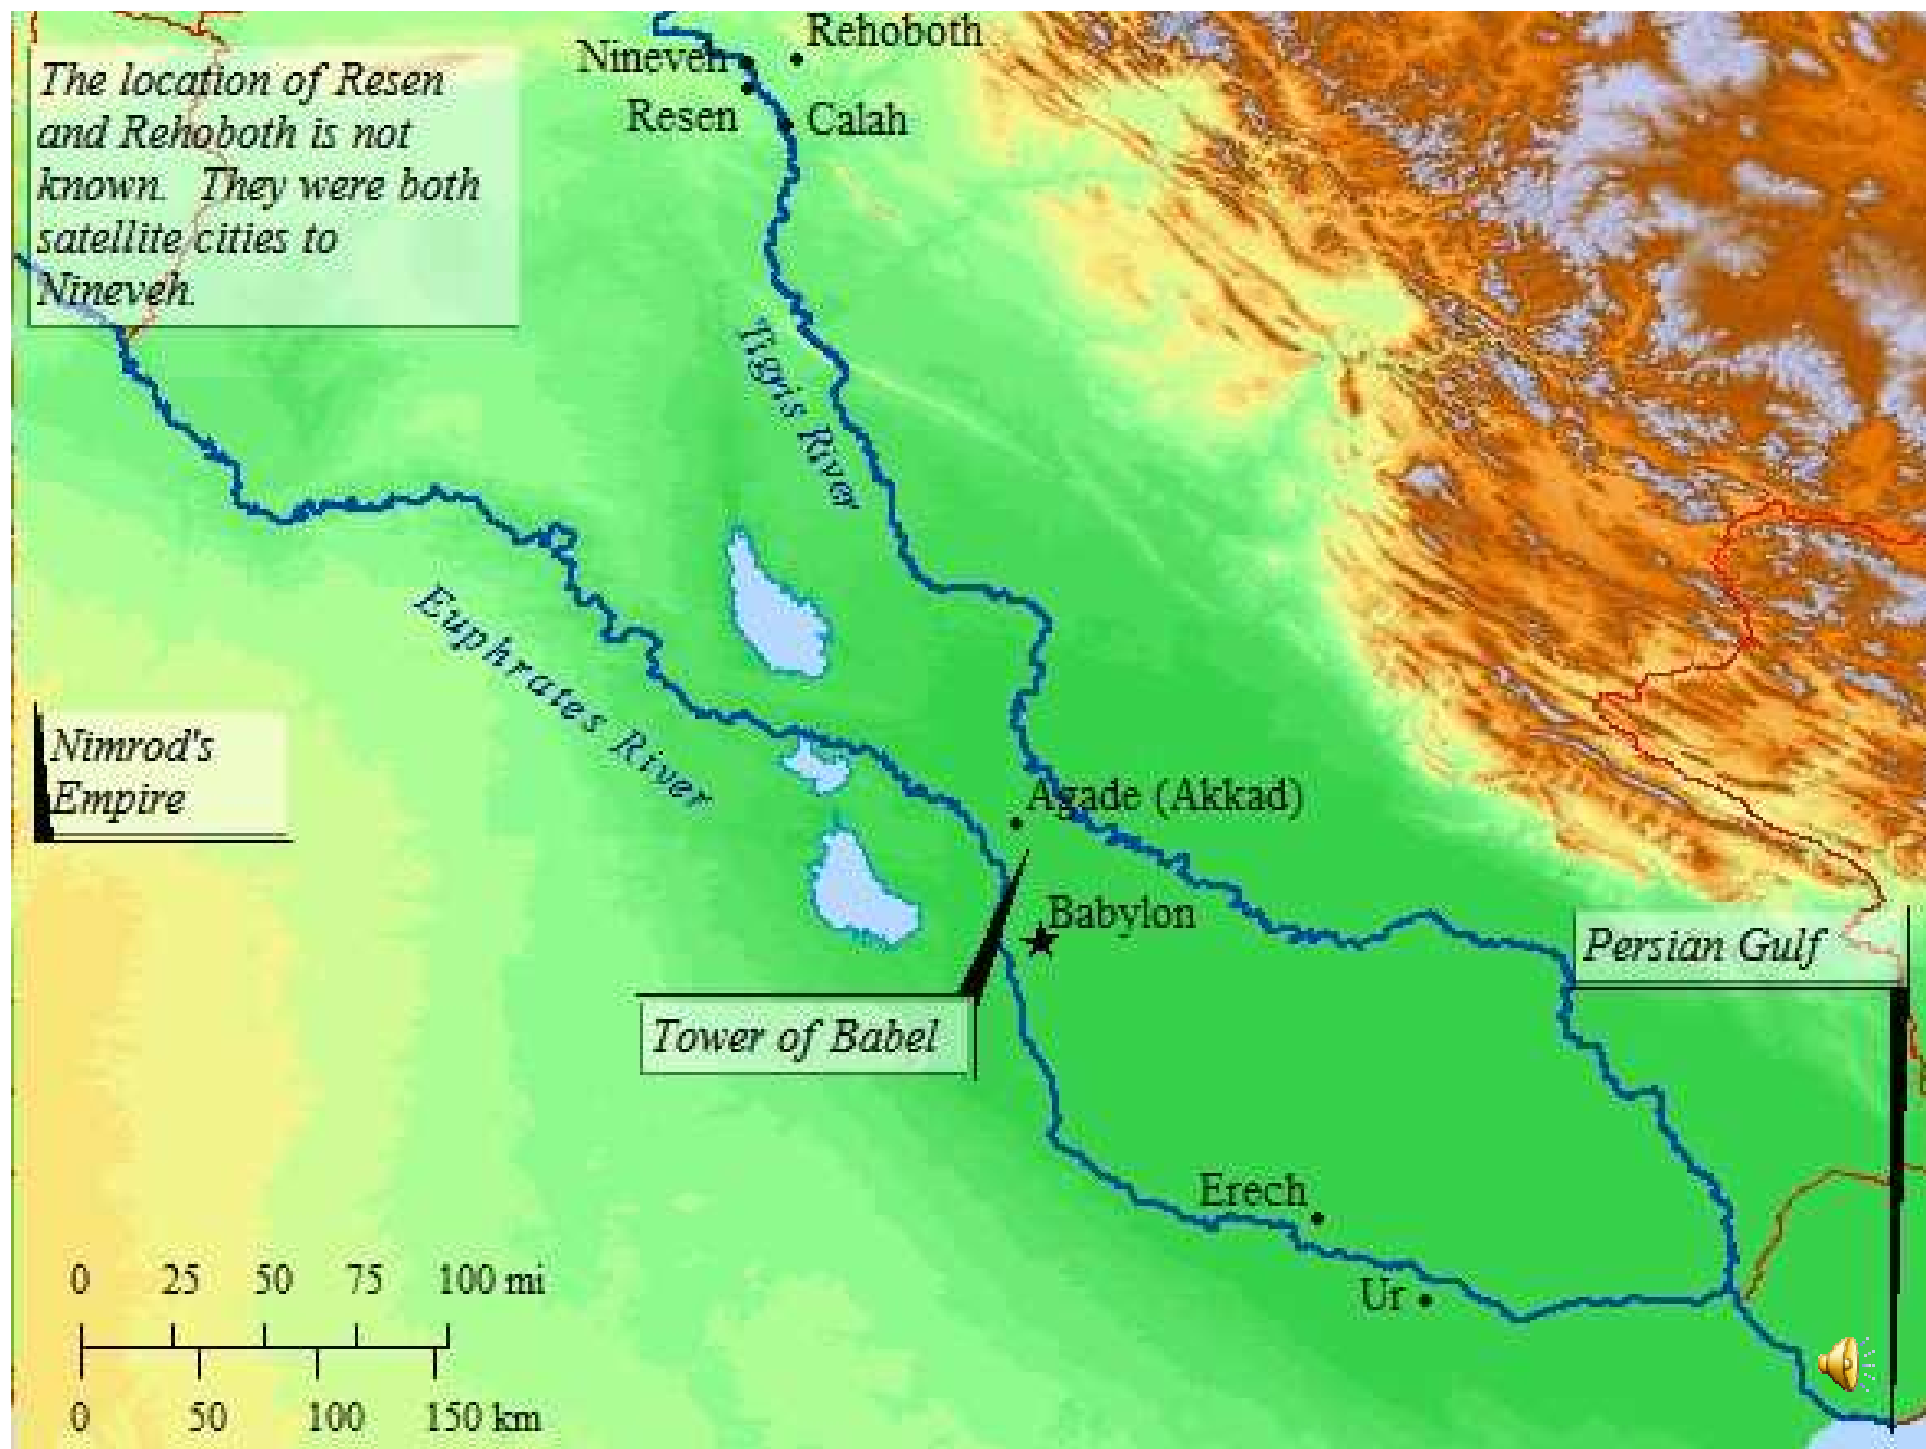 The location of Resen
and Rehoboth is not
known. They were both
satellite cities to
Nineveh.
Rehoboth
Nineveh
Resen
Calah
Tigris River
Euphrates River
Nimrod's
Empire
Agade (Akkad)
Babylon
Persian Gulf
Tower of Babel
Erech
Ur
0 25 50 75 100 mi
0 50 100 150 km